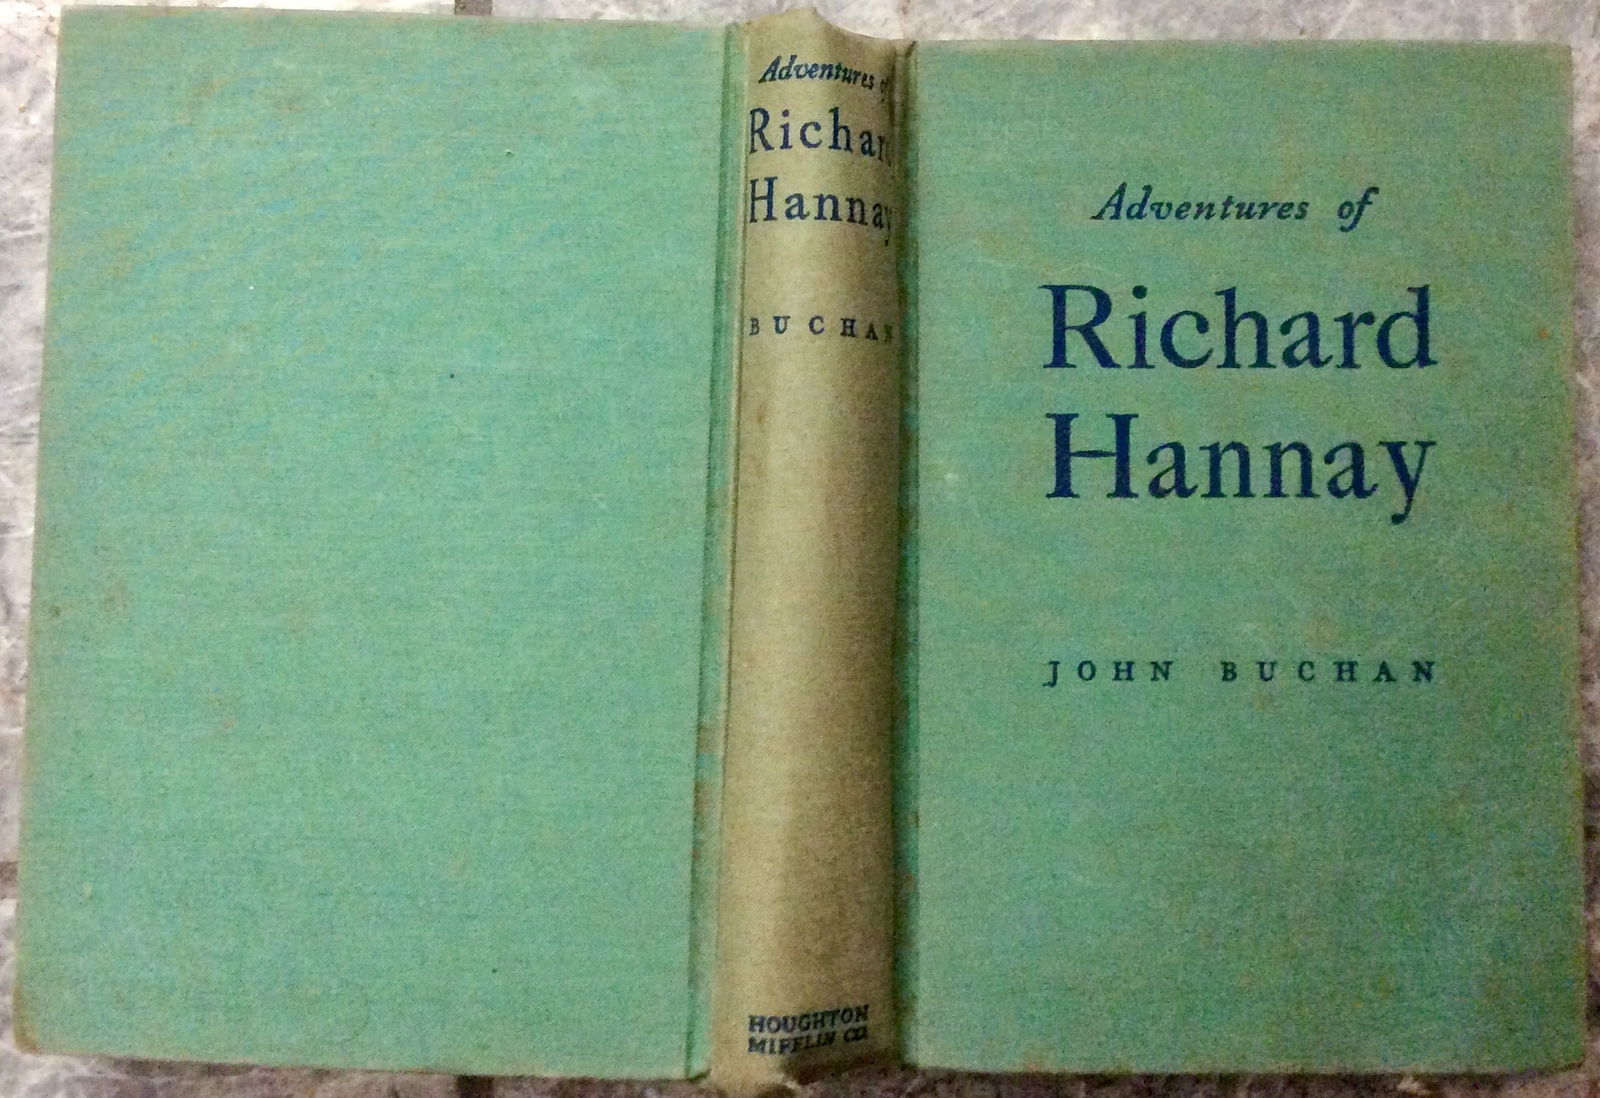 Adventures of
Richard
Hannay
BUCHAN
HOUGHTON
MIFFLIN CO.
Adventures of
Richard
Hannay
JOHN BUCHAN